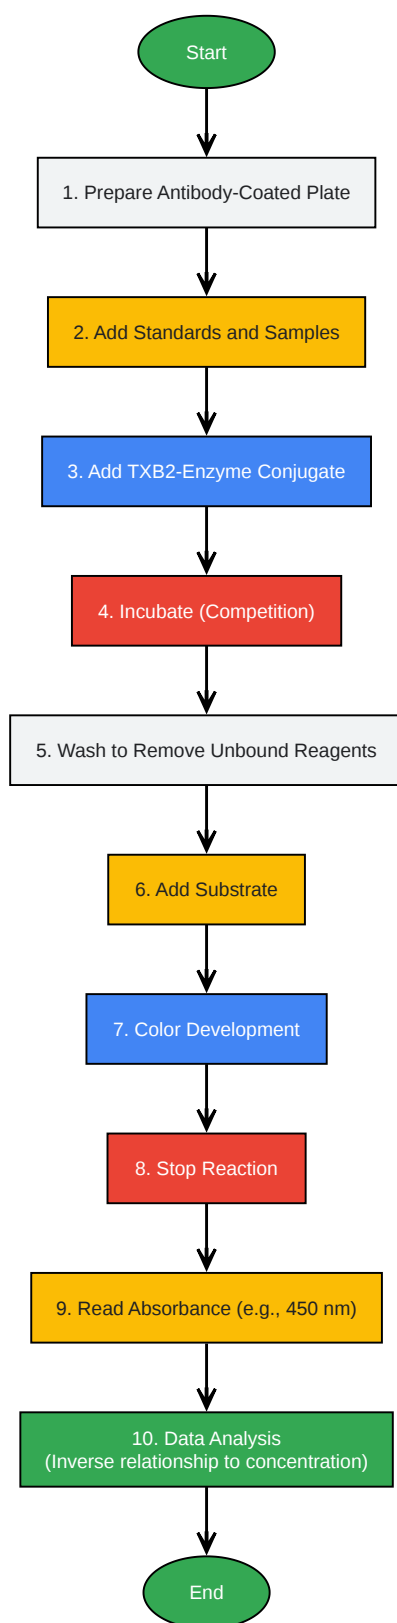 Start
1. Prepare Antibody-Coated Plate
2. Add Standards and Samples
3. Add TXB2-Enzyme Conjugate
4. Incubate (Competition)
5. Wash to Remove Unbound Reagents
6. Add Substrate
7. Color Development
8. Stop Reaction
9. Read Absorbance (e.g., 450 nm)
10. Data Analysis
(Inverse relationship to concentration)
End